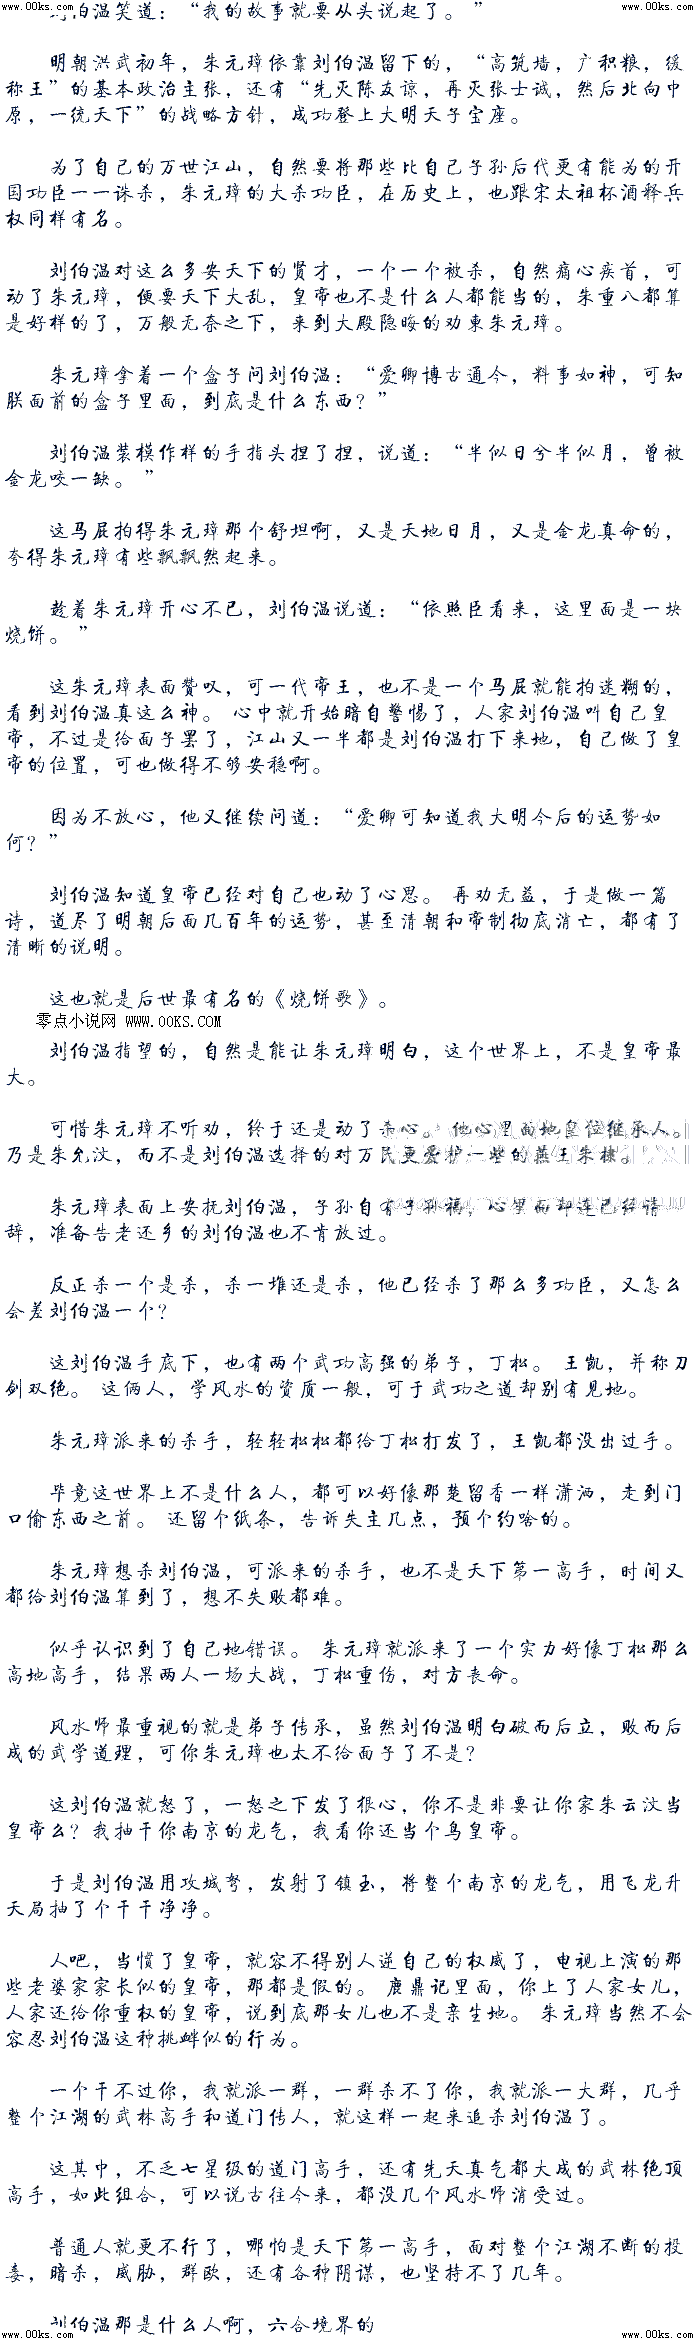 www.00ks.com www.00ks.com
刘伯温笑道：“我的故事就要从头说起了。”
明朝洪武初年，朱元璋依靠刘伯温留下的，“高筑墙，广积粮，缓
称王”的基本政治主张，还有“先灭陈友谅，再灭张士诚，然后北向中
原，一统天下”的战略方针，成功登上大明天子宝座。
为了自己的万世江山，自然要将那些比自己子孙后代更有能为的开
国功臣一一诛杀，朱元璋的大杀功臣，在历史上，也跟宋太祖杯酒释兵
权同样有名。
刘伯温对这么多安天下的贤才，一个一个被杀，自然痛心疾首，可
动了朱元璋，便要天下大乱，皇帝也不是什么人都能当的，朱重八都算
是好样的了，万般无奈之下，来到大殿隐晦的劝柬朱元璋。
朱元璋拿着一个盒子问刘伯温：“爱卿博古通今，料事如神，可知
朕面前的盒子里面，到底是什么东西？”
刘伯温装模作样的手指头捏了捏，说道：“半似日兮半似月，曾被
金龙咬一缺。”
这马屁拍得朱元璋那个舒坦啊，又是天地日月，又是金龙真命的，
夸得朱元璋有些飘飘然起来。
趁着朱元璋开心不已，刘伯温说道：“依照臣看来，这里面是一块
烧饼。”
这朱元璋表面赞叹，可一代帝王，也不是一个马屁就能拍迷糊的，
看到刘伯温真这么神。 心中就开始暗自警惕了，人家刘伯温叫自己皇
帝，不过是给面子罢了，江山又一半都是刘伯温打下来地，自己做了皇
帝的位置，可也做得不够安稳啊。
因为不放心，他又继续问道：“爱卿可知道我大明今后的运势如
何？”
刘伯温知道皇帝已经对自己也动了心思。 再劝无益，于是做一篇
诗，道尽了明朝后面几百年的运势，甚至清朝和帝制彻底消亡，都有了
清晰的说明。
这也就是后世最有名的《烧饼歌》。
零点小说网 www.00KS.COM
刘伯温指望的，自然是能让朱元璋明白，这个世界上，不是皇帝最
大。
可惜朱元璋不听劝，终于还是动了杀心。 他心里面地皇位继承人。
乃是朱允汶，而不是刘伯温选择的对万民更爱护一些的燕王朱棣。
朱元璋表面上安抚刘伯温，子孙自有子孙福，心里面却连已经请
辞，准备告老还乡的刘伯温也不肯放过。
反正杀一个是杀，杀一堆还是杀，他已经杀了那么多功臣，又怎么
会差刘伯温一个？
这刘伯温手底下，也有两个武功高强的弟子，丁松。 王凯，并称刀
剑双绝。 这俩人，学风水的资质一般，可于武功之道却别有见地。
朱元璋派来的杀手，轻轻松松都给丁松打发了，王凯都没出过手。
毕竟这世界上不是什么人，都可以好像那楚留香一样潇洒，走到门
口偷东西之前。 还留个纸条，告诉失主几点，预个约啥的。
朱元璋想杀刘伯温，可派来的杀手，也不是天下第一高手，时间又
都给刘伯温算到了，想不失败都难。
似乎认识到了自己地错误。 朱元璋就派来了一个实力好像丁松那么
高地高手，结果两人一场大战，丁松重伤，对方丧命。
风水师最重视的就是弟子传承，虽然刘伯温明白破而后立，败而后
成的武学道理，可你朱元璋也太不给面子了不是？
这刘伯温就怒了，一怒之下发了狠心，你不是非要让你家朱云汶当
皇帝么？我抽干你南京的龙气，我看你还当个鸟皇帝。
于是刘伯温用攻城弩，发射了镇玉，将整个南京的龙气，用飞龙升
天局抽了个干干净净。
人吧，当惯了皇帝，就容不得别人逆自己的权威了，电视上演的那
些老婆家家长似的皇帝，那都是假的。 鹿鼎记里面，你上了人家女儿，
人家还给你重权的皇帝，说到底那女儿也不是亲生地。 朱元璋当然不会
容忍刘伯温这种挑衅似的行为。
一个干不过你，我就派一群，一群杀不了你，我就派一大群，几乎
整个江湖的武林高手和道门传人，就这样一起来追杀刘伯温了。
这其中，不乏七星级的道门高手，还有先天真气都大成的武林绝顶
高手，如此组合，可以说古往今来，都没几个风水师消受过。
普通人就更不行了，哪怕是天下第一高手，面对整个江湖不断的投
毒，暗杀，威胁，群欧，还有各种阴谋，也坚持不了几年。
刘伯温那是什么人啊，六合境界的
www.00ks.com www.00ks.com